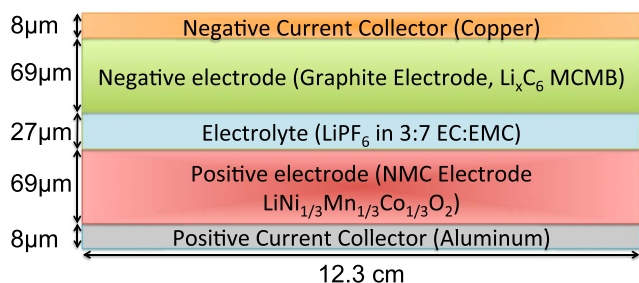 8µm
Negative Current Collector (Copper)
69µm
Negative electrode (Graphite Electrode, LiₓC₆ MCMB)
27µm
Electrolyte (LiPF₆ in 3:7 EC:EMC)
69µm
Positive electrode (NMC Electrode
LiNi₁/₃Mn₁/₃Co₁/₃O₂)
8µm
Positive Current Collector (Aluminum)
12.3 cm